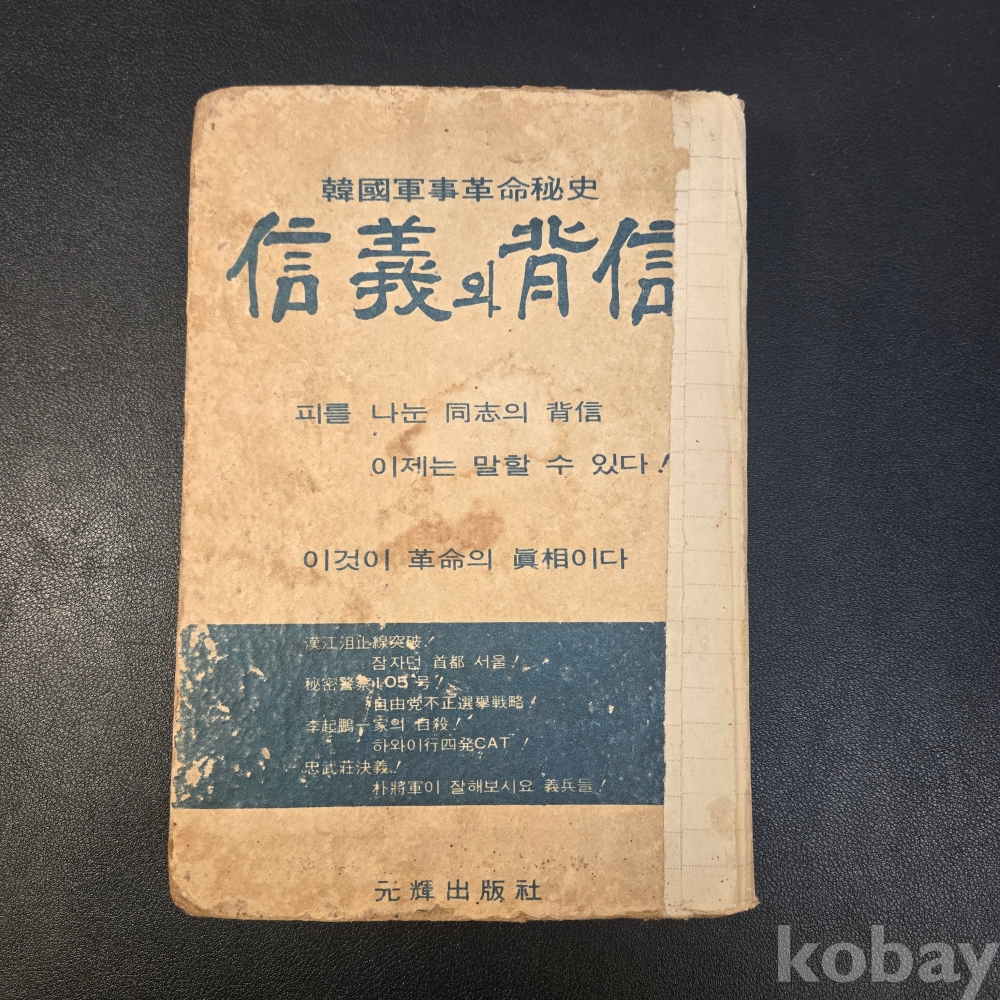 韓國軍事革命秘史
信義와背信
피를 나눈 同志의 背信
이제는 말할 수 있다!
이것이 革命의 眞相이다
漢江沮止線突破!
잠자던 首都 서울!
秘密警察105号!
自由党不正選擧戦略!
李起鵬一家의 自殺!
하와이行四発CAT!
忠武莊決義!
朴將軍이 잘해보시요 義兵들!
元輝出版社
kobay